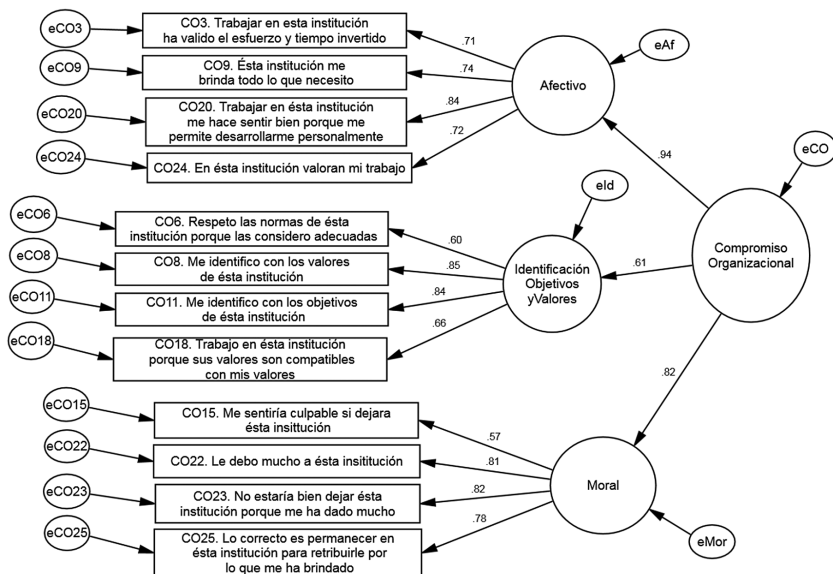 eCO3
CO3. Trabajar en esta institución
ha valido el esfuerzo y tiempo invertido
.71
eAf
eCO9
CO9. Ésta institución me
brinda todo lo que necesito
.74
Afectivo
eCO20
CO20. Trabajar en ésta institución
me hace sentir bien porque me
permite desarrollarme personalmente
.84
eCO24
CO24. En ésta institución valoran mi trabajo
.72
.94
eCO
eCO6
CO6. Respeto las normas de ésta
institución porque las considero adecuadas
.60
eId
eCO8
CO8. Me identifico con los valores
de ésta institución
.85
Identificación
Objetivos
yValores
.61
Compromiso
Organizacional
eCO11
CO11. Me identifico con los objetivos
de ésta institución
.84
eCO18
CO18. Trabajo en ésta institución
porque sus valores son compatibles
con mis valores
.66
.82
eCO15
CO15. Me sentiría culpable si dejara
ésta insittución
.57
eCO22
CO22. Le debo mucho a ésta insititución
.81
Moral
eCO23
CO23. No estaría bien dejar ésta
institución porque me ha dado mucho
.82
eCO25
CO25. Lo correcto es permanecer en
ésta institución para retribuirle por
lo que me ha brindado
.78
eMor